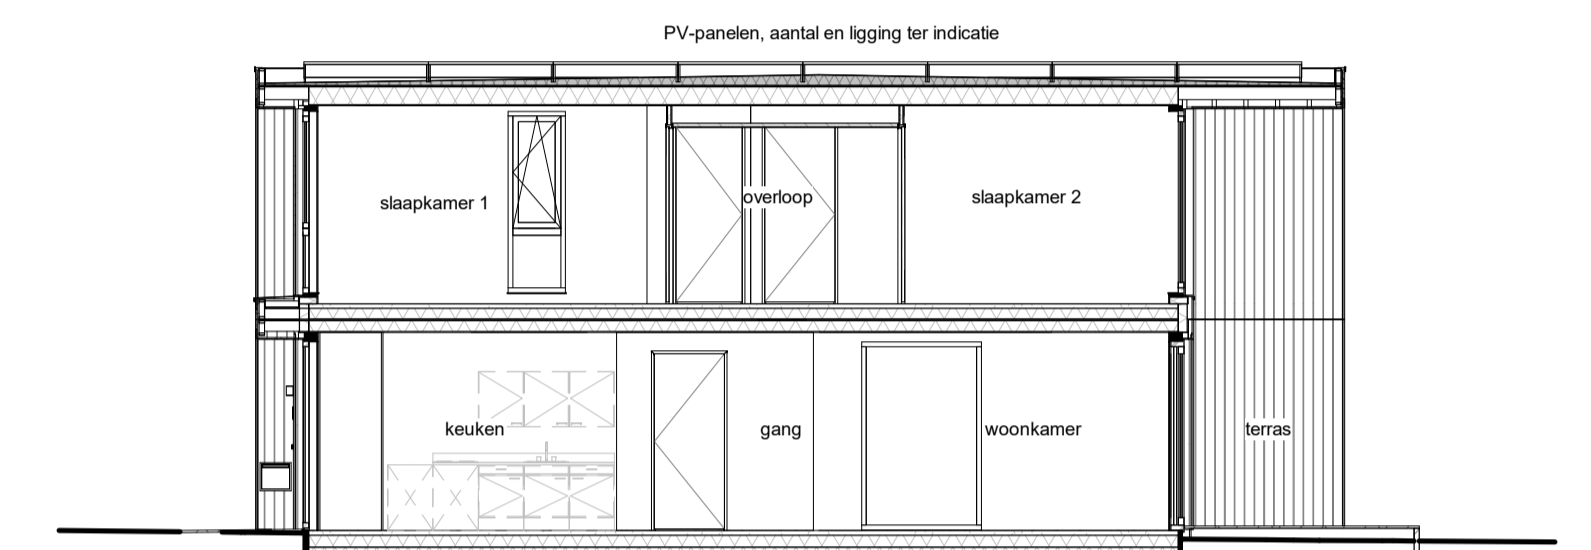 PV-panelen, aantal en ligging ter indicatie
slaapkamer 1
overloop
slaapkamer 2
keuken
gang
woonkamer
terras